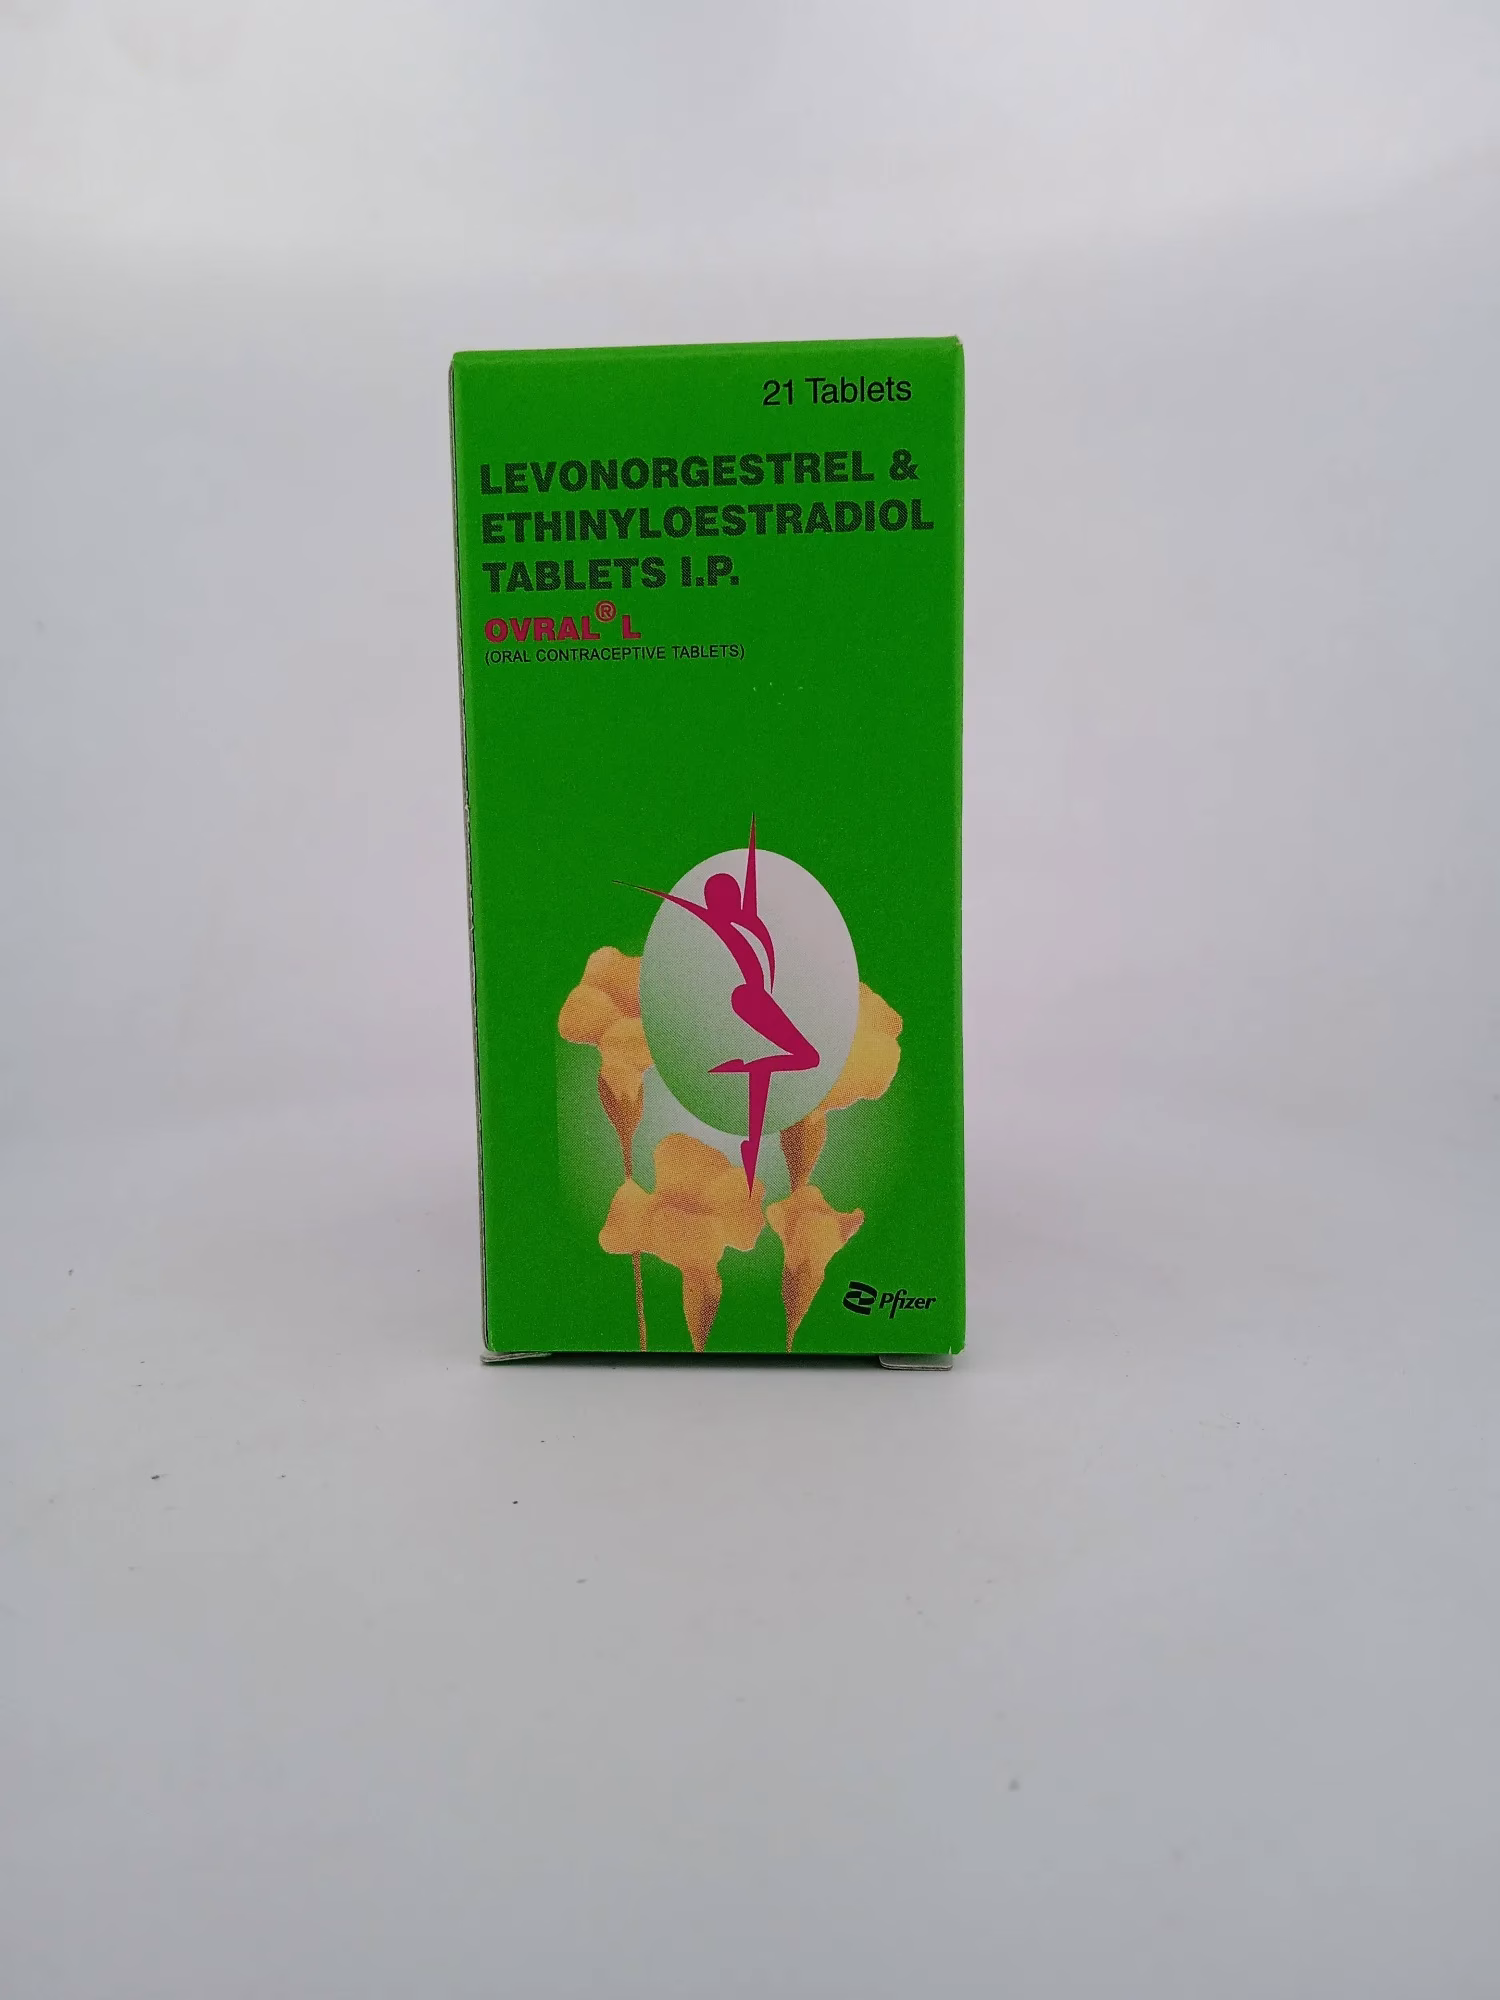 21 Tablets
LEVONORGESTREL &
ETHINYLOESTRADIOL
TABLETS I.P.
OVRAL® L
(ORAL CONTRACEPTIVE TABLETS)
Pfizer